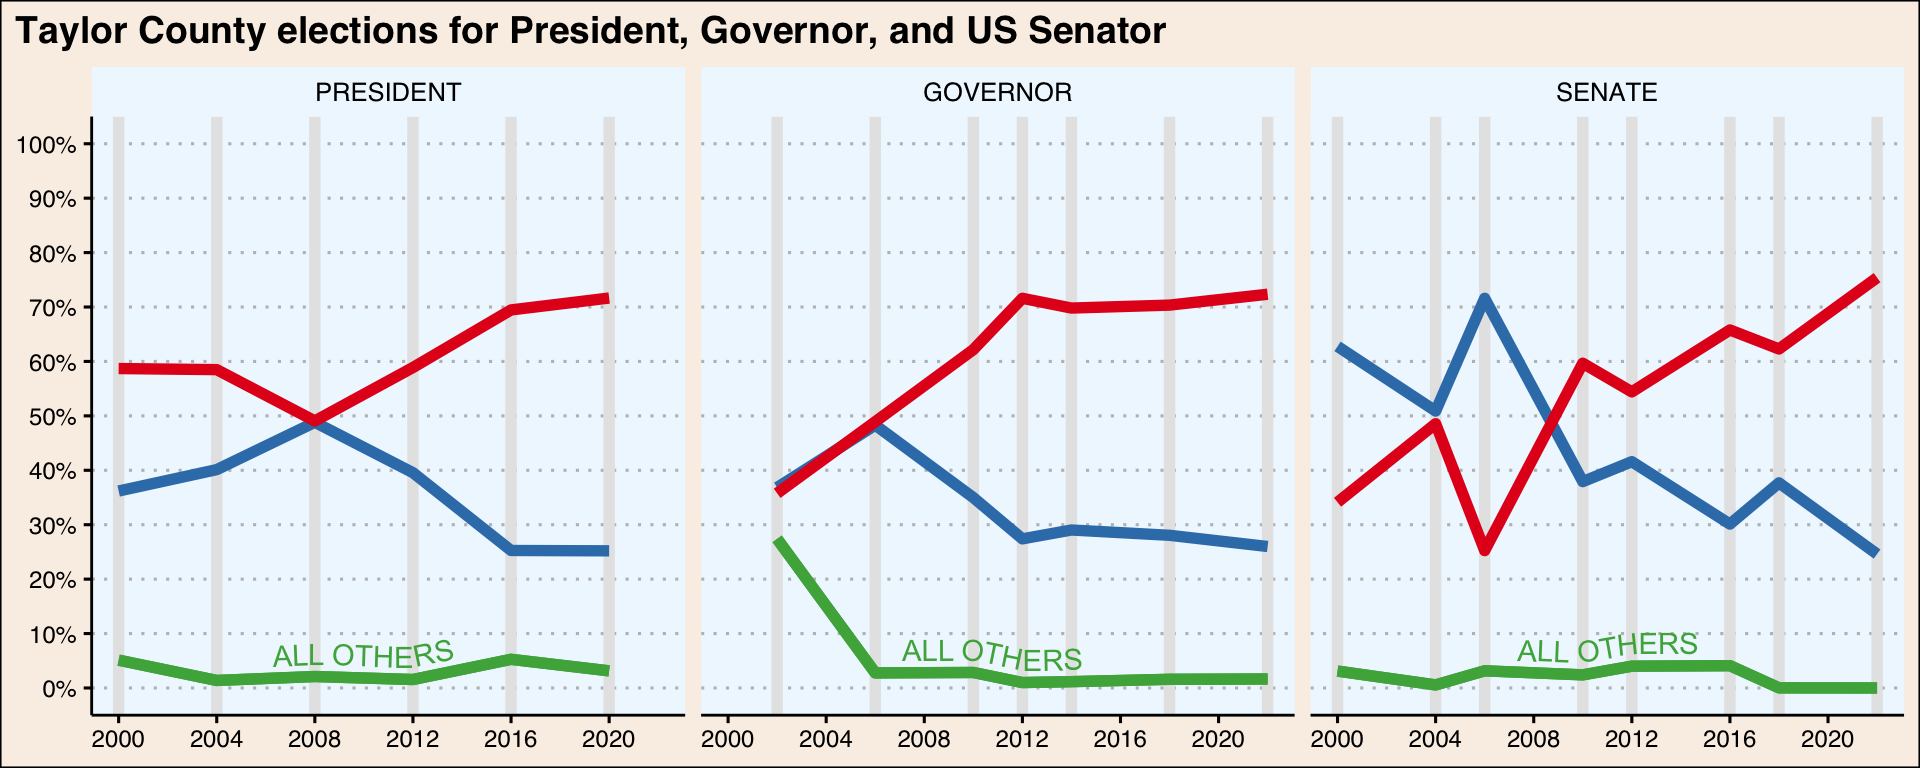 Taylor County elections for President, Governor, and US Senator
PRESIDENT
GOVERNOR
SENATE
100%
90%
80%
70%
60%
50%
40%
30%
20%
10%
0%
ALL OTHERS
ALL OTHERS
ALL OTHERS
2000 2004 2008 2012 2016 2020
2000 2004 2008 2012 2016 2020
2000 2004 2008 2012 2016 2020